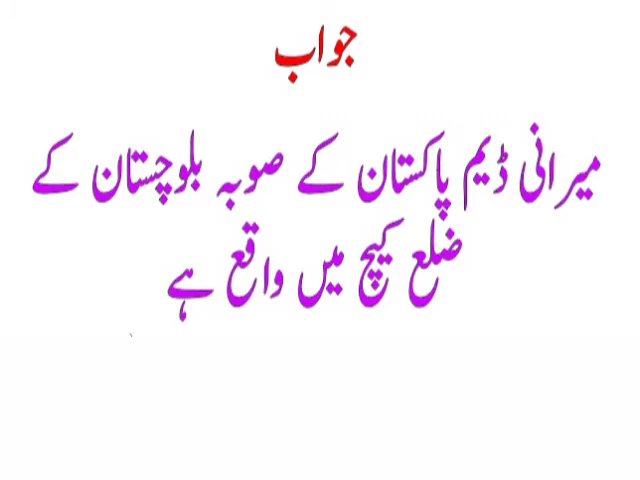 جواب
میرانی ڈیم پاکستان کے صوبہ بلوچستان کے
ضلع کیچ میں واقع ہے